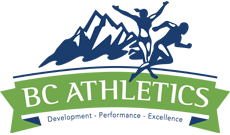 BC ATHLETICS
Development - Performance - Excellence